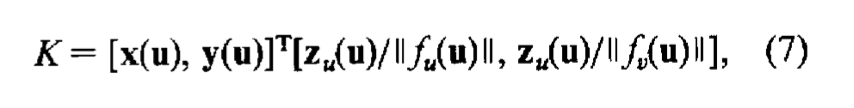 K = [x(u), y(u)]ᵀ[z_u(u)/‖f_u(u)‖, z_u(u)/‖f_v(u)‖], (7)